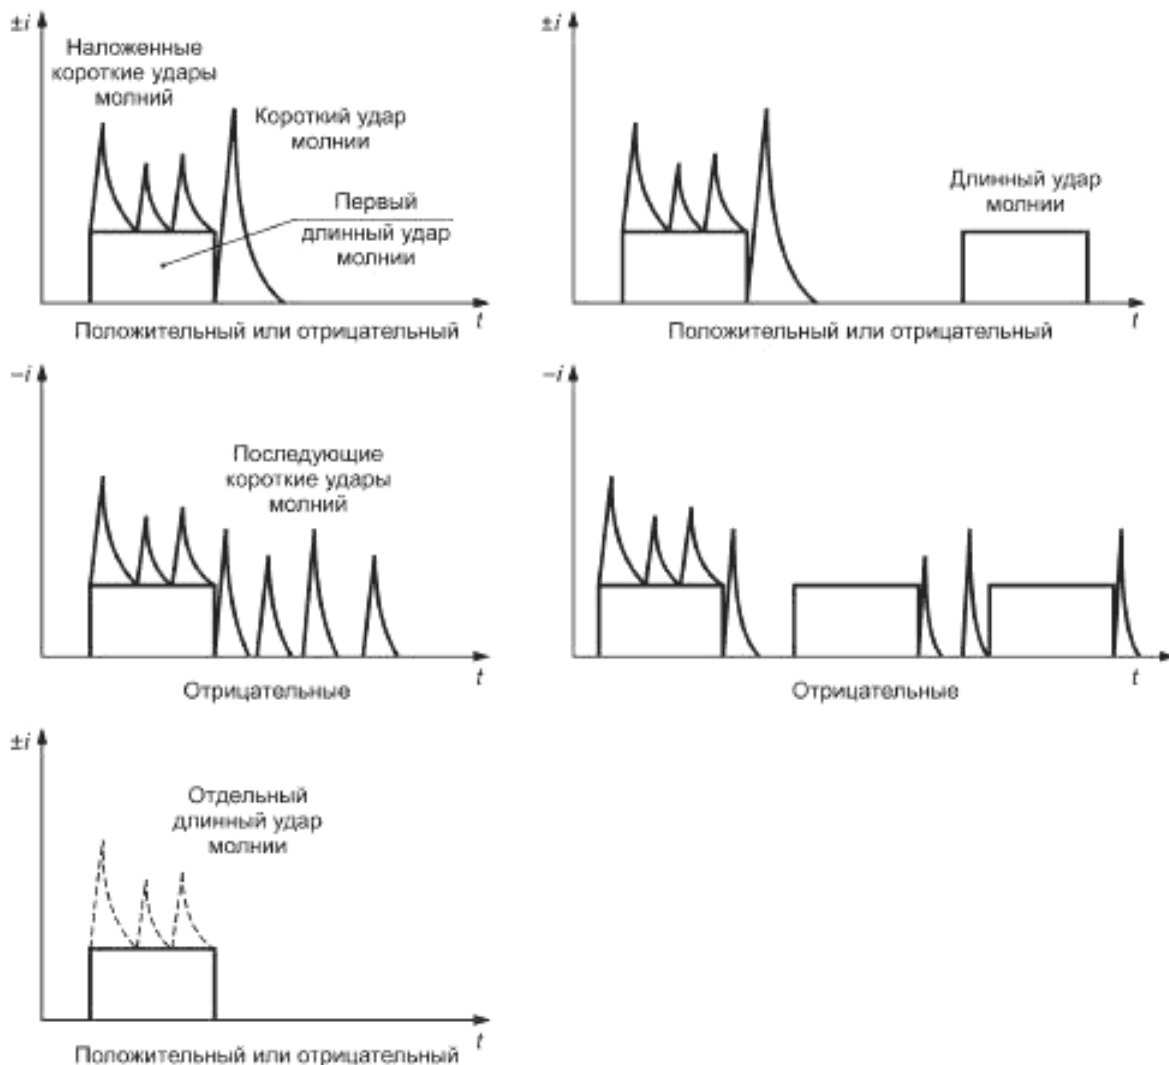 ±i
Наложенные
короткие удары
молний
Короткий удар
молнии
Первый
длинный удар
молнии
t
Положительный или отрицательный
±i
Длинный удар
молнии
t
Положительный или отрицательный
–i
Последующие
короткие удары
молний
t
Отрицательные
–i
t
Отрицательные
±i
Отдельный
длинный удар
молнии
t
Положительный или отрицательный